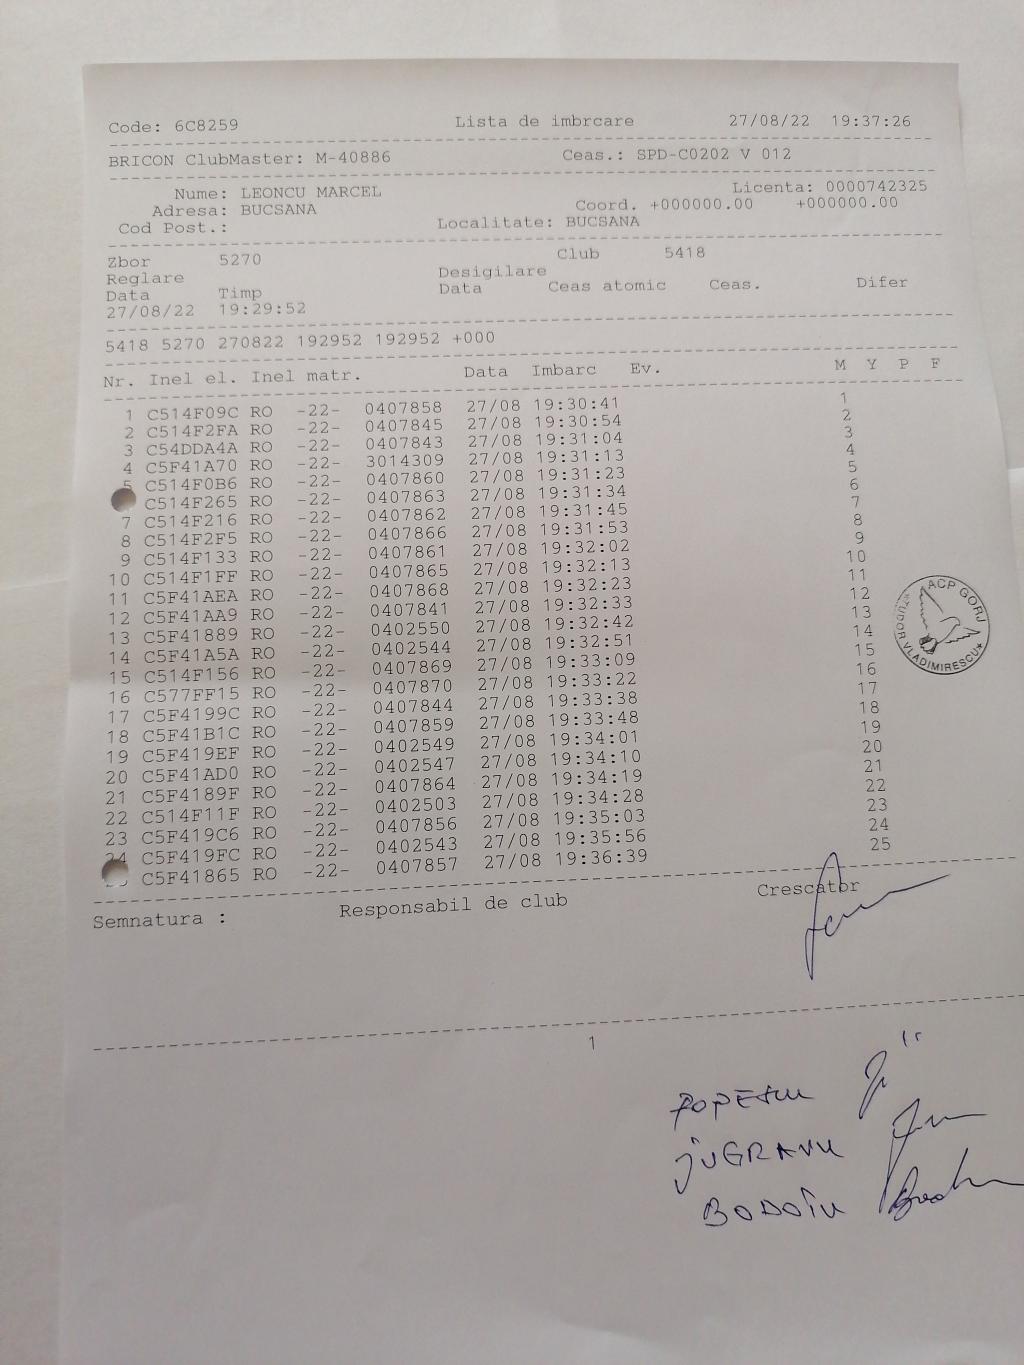 Code: 6C8259 Lista de imbrcare 27/08/22 19:37:26
BRICON ClubMaster: M-40886 Ceas.: SPD-C0202 V 012
Nume: LEONCU MARCEL Licenta: 0000742325
Adresa: BUCSANA Coord. +000000.00 +000000.00
Cod Post.: Localitate: BUCSANA
Zbor 5270 Club 5418
Reglare Desigilare
Data Timp Data Ceas atomic Ceas. Difer
27/08/22 19:29:52
5418 5270 270822 192952 192952 +000
Nr. Inel el. Inel matr. Data Imbarc Ev. M Y P F
1 C514F09C RO -22- 0407858 27/08 19:30:41 1
2 C514F2FA RO -22- 0407845 27/08 19:30:54 2
3 C54DDA4A RO -22- 0407843 27/08 19:31:04 3
4 C5F41A70 RO -22- 3014309 27/08 19:31:13 4
5 C514F0B6 RO -22- 0407860 27/08 19:31:23 5
C514F265 RO -22- 0407863 27/08 19:31:34 6
7 C514F216 RO -22- 0407862 27/08 19:31:45 7
8 C514F2F5 RO -22- 0407866 27/08 19:31:53 8
9 C514F133 RO -22- 0407861 27/08 19:32:02 9
10 C514F1FF RO -22- 0407865 27/08 19:32:13 10
11 C5F41AEA RO -22- 0407868 27/08 19:32:23 11
12 C5F41AA9 RO -22- 0407841 27/08 19:32:33 12
13 C5F41889 RO -22- 0402550 27/08 19:32:42 13
14 C5F41A5A RO -22- 0402544 27/08 19:32:51 14
15 C514F156 RO -22- 0407869 27/08 19:33:09 15
16 C577FF15 RO -22- 0407870 27/08 19:33:22 16
17 C5F4199C RO -22- 0407844 27/08 19:33:38 17
18 C5F41B1C RO -22- 0407859 27/08 19:33:48 18
19 C5F419EF RO -22- 0402549 27/08 19:34:01 19
20 C5F41AD0 RO -22- 0402547 27/08 19:34:10 20
21 C5F4189F RO -22- 0407864 27/08 19:34:19 21
22 C514F11F RO -22- 0402503 27/08 19:34:28 22
23 C5F419C6 RO -22- 0407856 27/08 19:35:03 23
24 C5F419FC RO -22- 0402543 27/08 19:35:56 24
C5F41865 RO -22- 0407857 27/08 19:36:39 25
ACP GORJ
"TUDOR VLADIMIRESCU"
Semnatura : Responsabil de club Crescator
1
POPESCU
JUGRAVU
BODOIU